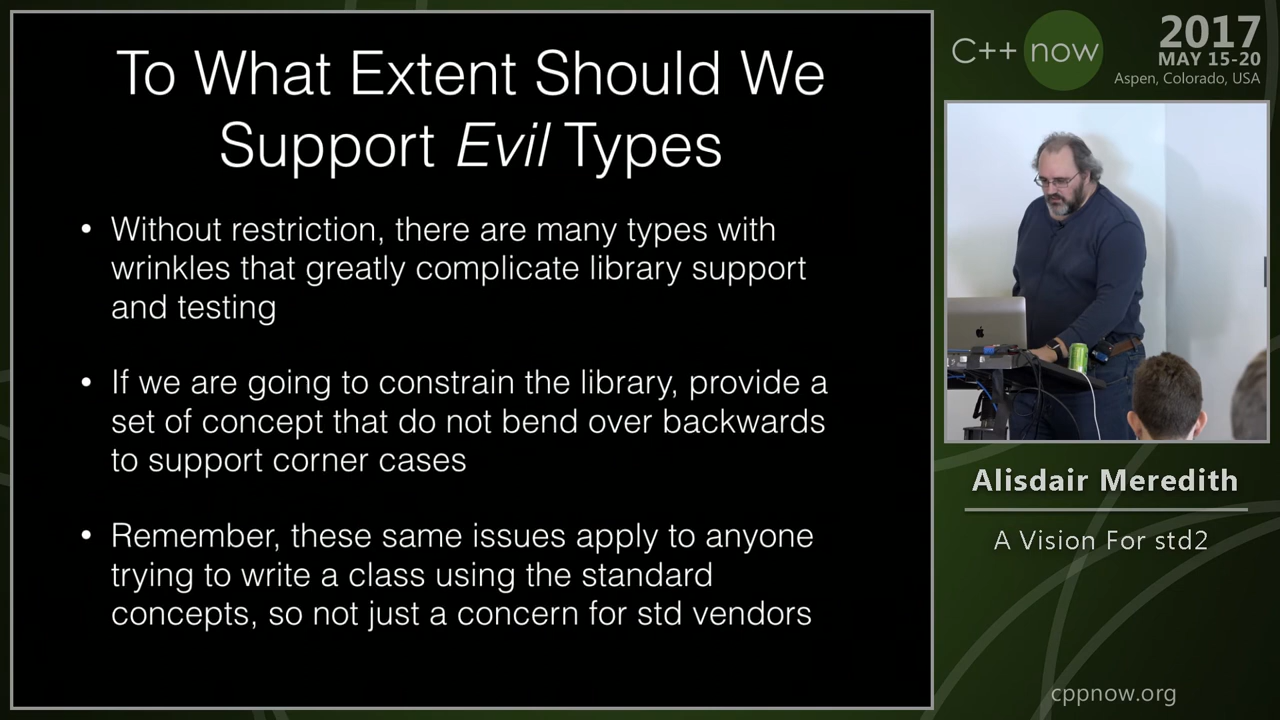 To What Extent Should We
Support Evil Types
• Without restriction, there are many types with
wrinkles that greatly complicate library support
and testing
• If we are going to constrain the library, provide a
set of concept that do not bend over backwards
to support corner cases
• Remember, these same issues apply to anyone
trying to write a class using the standard
concepts, so not just a concern for std vendors
C++ now
2017
MAY 15-20
Aspen, Colorado, USA
Alisdair Meredith
A Vision For std2
cppnow.org